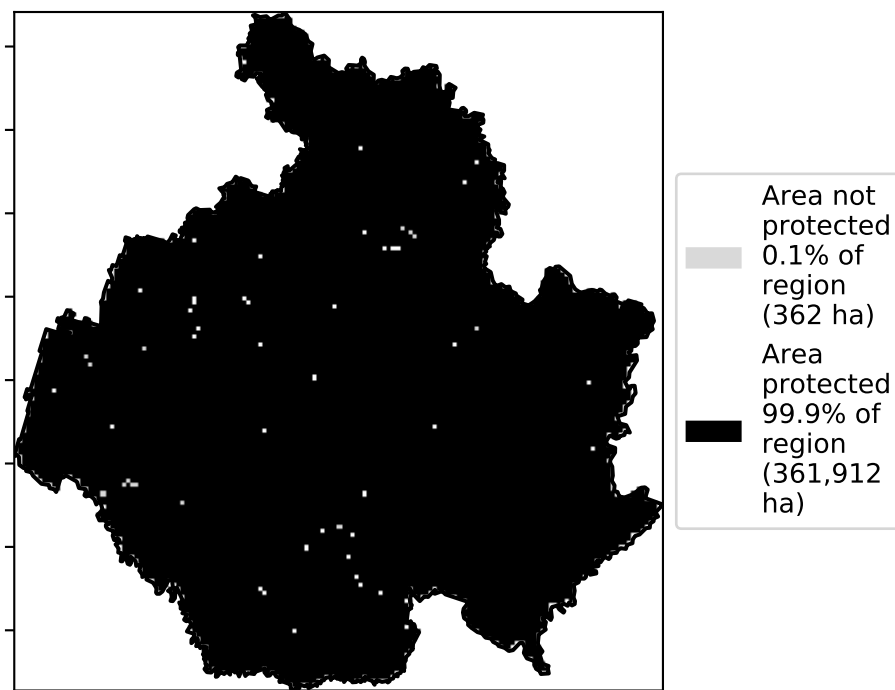 Area not
protected
0.1% of
region
(362 ha)
Area
protected
99.9% of
region
(361,912
ha)